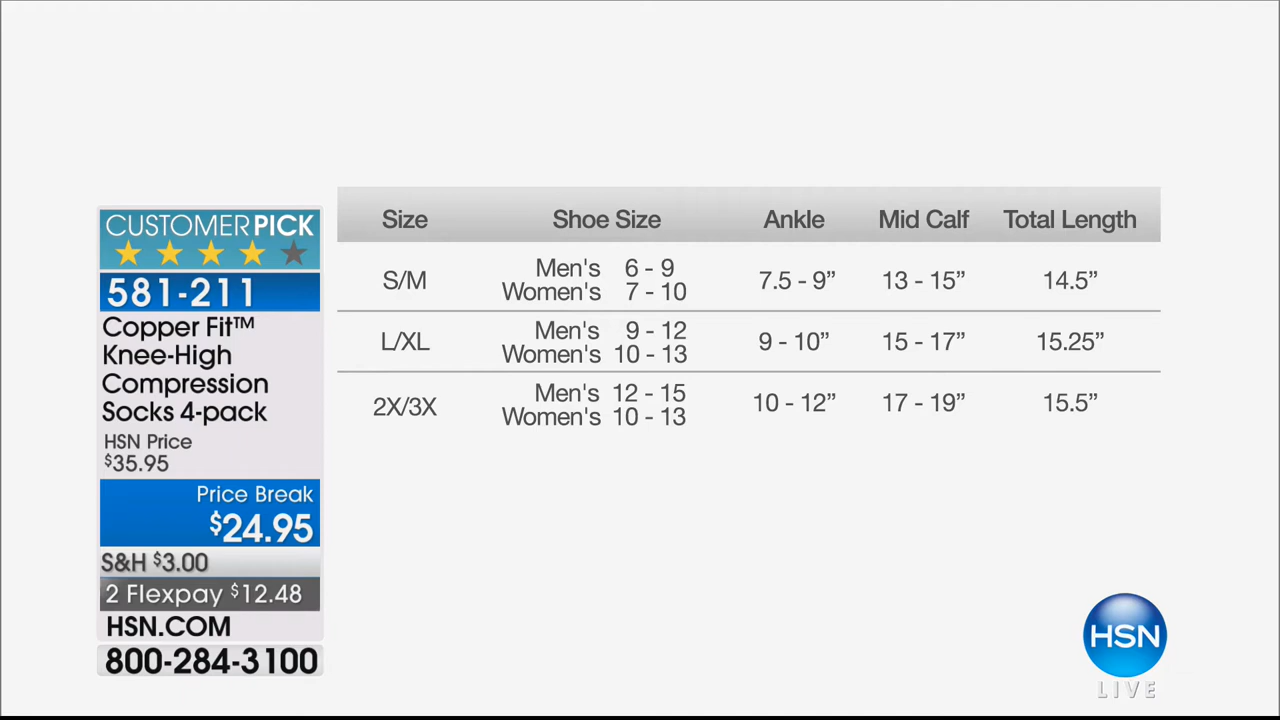 CUSTOMERPICK
581-211
Copper Fit™
Knee-High
Compression
Socks 4-pack
HSN Price
$35.95
Price Break
$24.95
S&H $3.00
2 Flexpay $12.48
HSN.COM
800-284-3100
Size Shoe Size Ankle Mid Calf Total Length
S/M Men's 6 - 9 7.5 - 9” 13 - 15” 14.5”
Women's 7 - 10
L/XL Men's 9 - 12 9 - 10” 15 - 17” 15.25”
Women's 10 - 13
2X/3X Men's 12 - 15 10 - 12” 17 - 19” 15.5”
Women's 10 - 13
HSN
LIVE